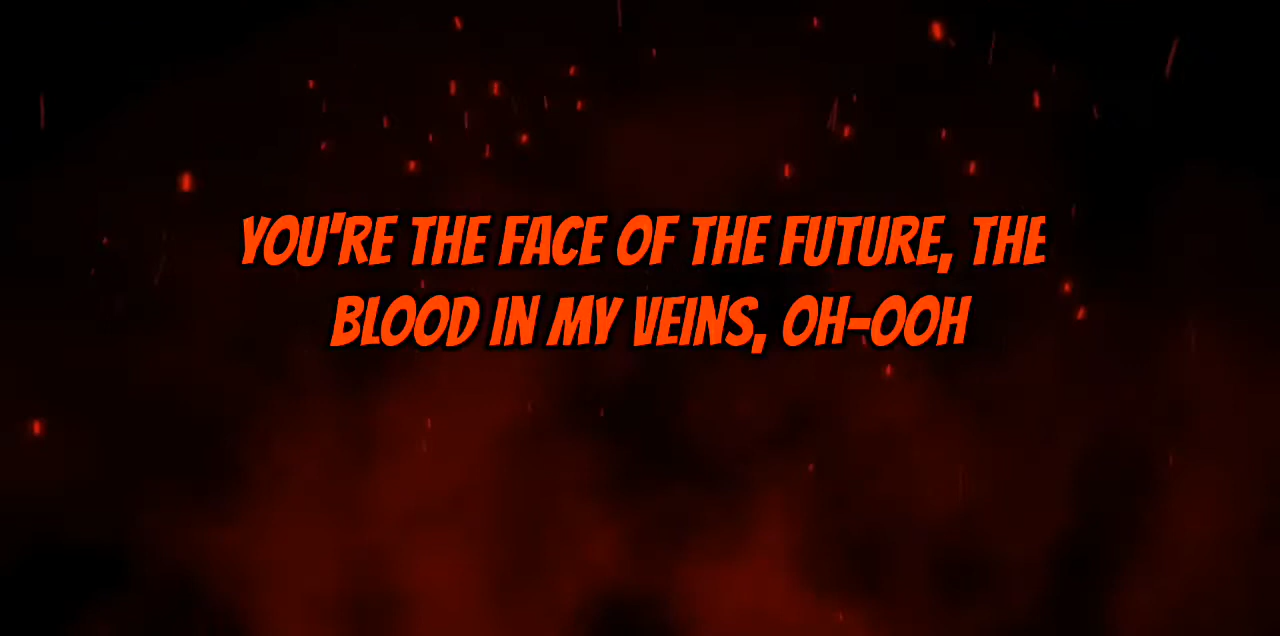 YOU'RE THE FACE OF THE FUTURE, THE
BLOOD IN MY VEINS, OH-OOH